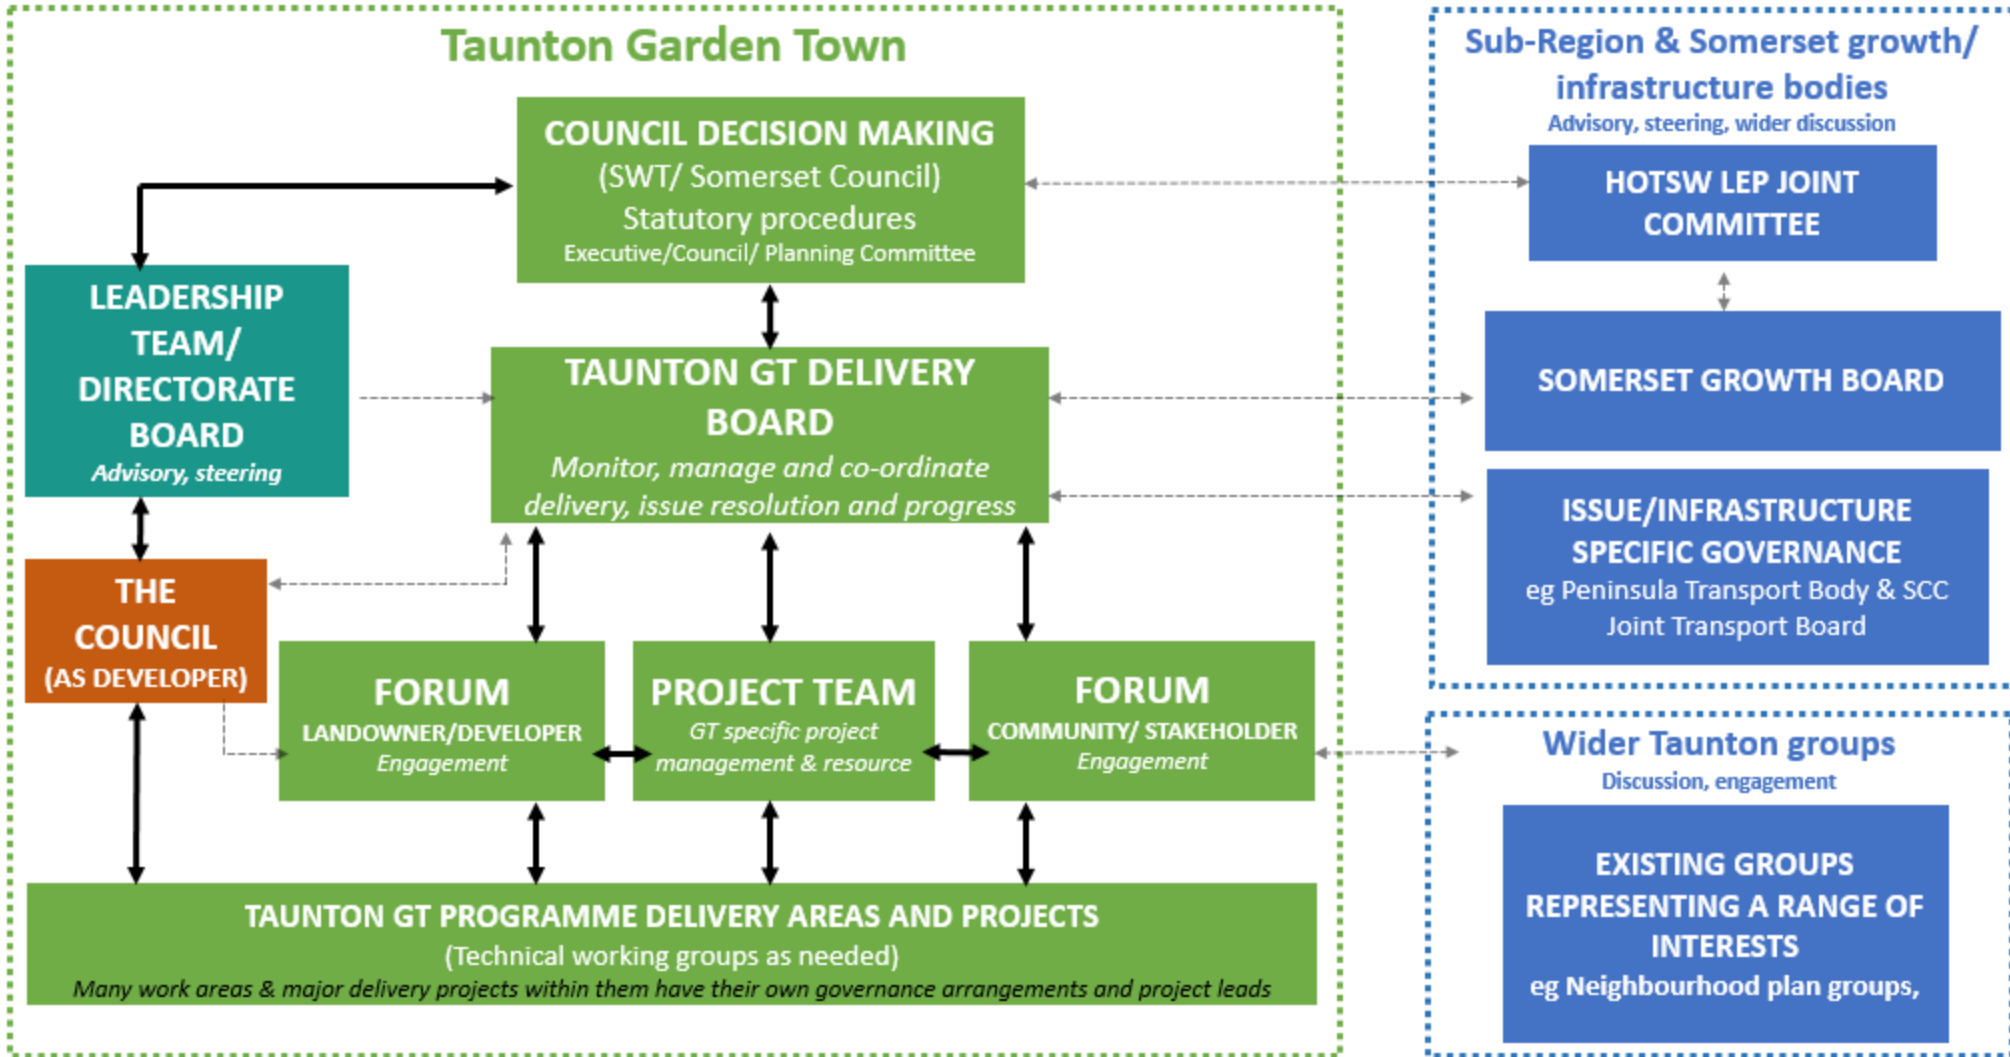 Taunton Garden Town
COUNCIL DECISION MAKING
(SWT/ Somerset Council)
Statutory procedures
Executive/Council/ Planning Committee
LEADERSHIP
TEAM/
DIRECTORATE
BOARD
Advisory, steering
TAUNTON GT DELIVERY
BOARD
Monitor, manage and co-ordinate
delivery, issue resolution and progress
THE
COUNCIL
(AS DEVELOPER)
FORUM
LANDOWNER/DEVELOPER
Engagement
PROJECT TEAM
GT specific project
management & resource
FORUM
COMMUNITY/ STAKEHOLDER
Engagement
TAUNTON GT PROGRAMME DELIVERY AREAS AND PROJECTS
(Technical working groups as needed)
Many work areas & major delivery projects within them have their own governance arrangements and project leads
Sub-Region & Somerset growth/
infrastructure bodies
Advisory, steering, wider discussion
HOTSW LEP JOINT
COMMITTEE
SOMERSET GROWTH BOARD
ISSUE/INFRASTRUCTURE
SPECIFIC GOVERNANCE
eg Peninsula Transport Body & SCC
Joint Transport Board
Wider Taunton groups
Discussion, engagement
EXISTING GROUPS
REPRESENTING A RANGE OF
INTERESTS
eg Neighbourhood plan groups,